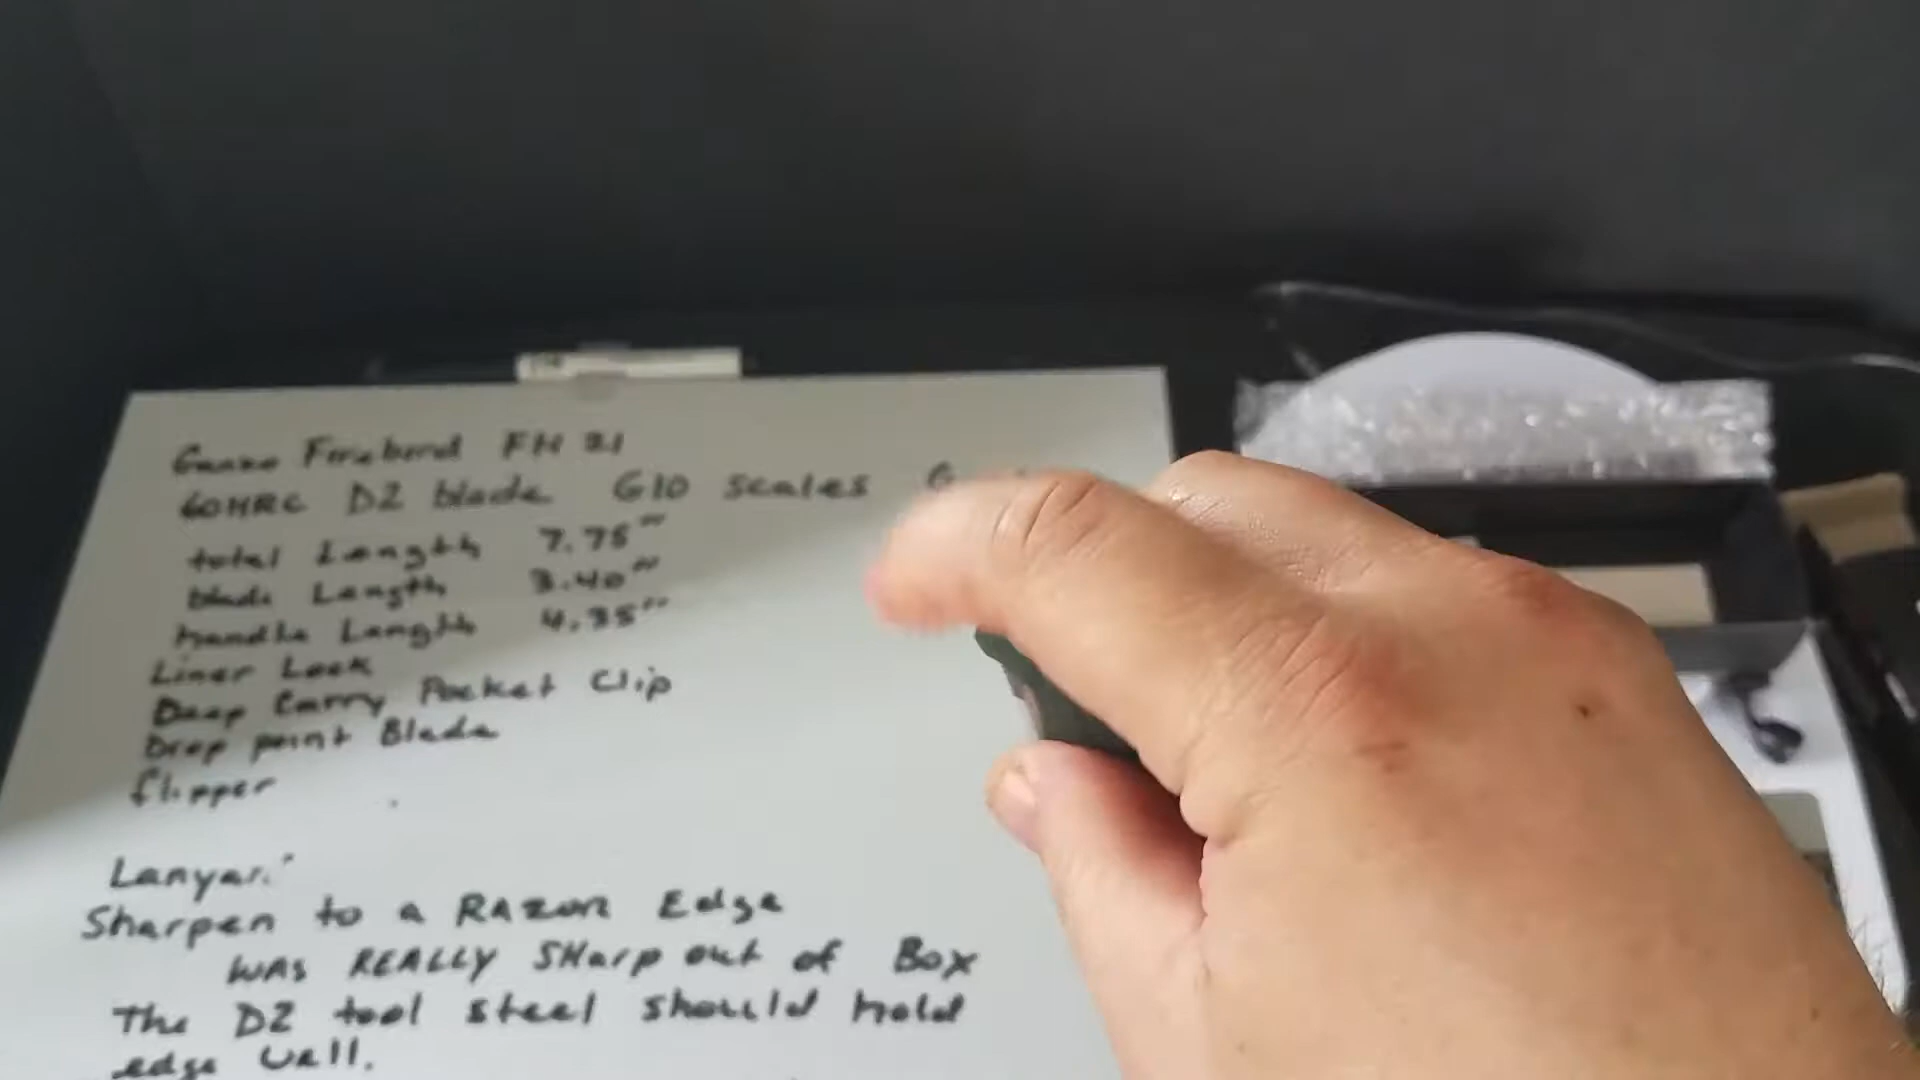 Ganzo Firebird FH 21
60HRC D2 blade G10 scales G
total Length 7.75"
blade Length 3.40"
Handle Length 4.35"
Liner Lock
Deep Carry Pocket Clip
Drop point Blade
flipper
Sharpen to a RAZOR Edge
WAS REALLY SHarp out of Box
The D2 tool steel should hold
edge well.